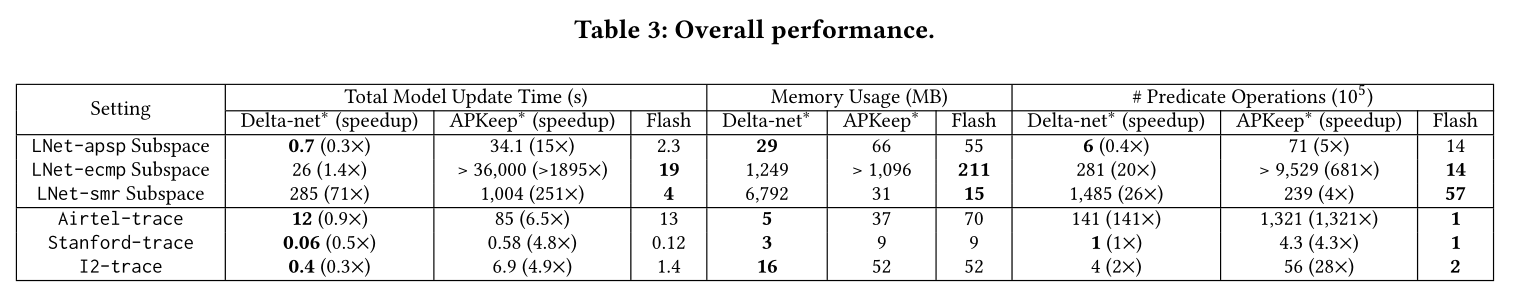 Table 3: Overall performance.
Setting Total Model Update Time (s) Memory Usage (MB) # Predicate Operations (10⁵)
Delta-net* (speedup) APKeep* (speedup) Flash Delta-net* APKeep* Flash Delta-net* (speedup) APKeep* (speedup) Flash
LNet-apsp Subspace 0.7 (0.3×) 34.1 (15×) 2.3 29 66 55 6 (0.4×) 71 (5×) 14
LNet-ecmp Subspace 26 (1.4×) > 36,000 (>1895×) 19 1,249 > 1,096 211 281 (20×) > 9,529 (681×) 14
LNet-smr Subspace 285 (71×) 1,004 (251×) 4 6,792 31 15 1,485 (26×) 239 (4×) 57
Airtel-trace 12 (0.9×) 85 (6.5×) 13 5 37 70 141 (141×) 1,321 (1,321×) 1
Stanford-trace 0.06 (0.5×) 0.58 (4.8×) 0.12 3 9 9 1 (1×) 4.3 (4.3×) 1
I2-trace 0.4 (0.3×) 6.9 (4.9×) 1.4 16 52 52 4 (2×) 56 (28×) 2